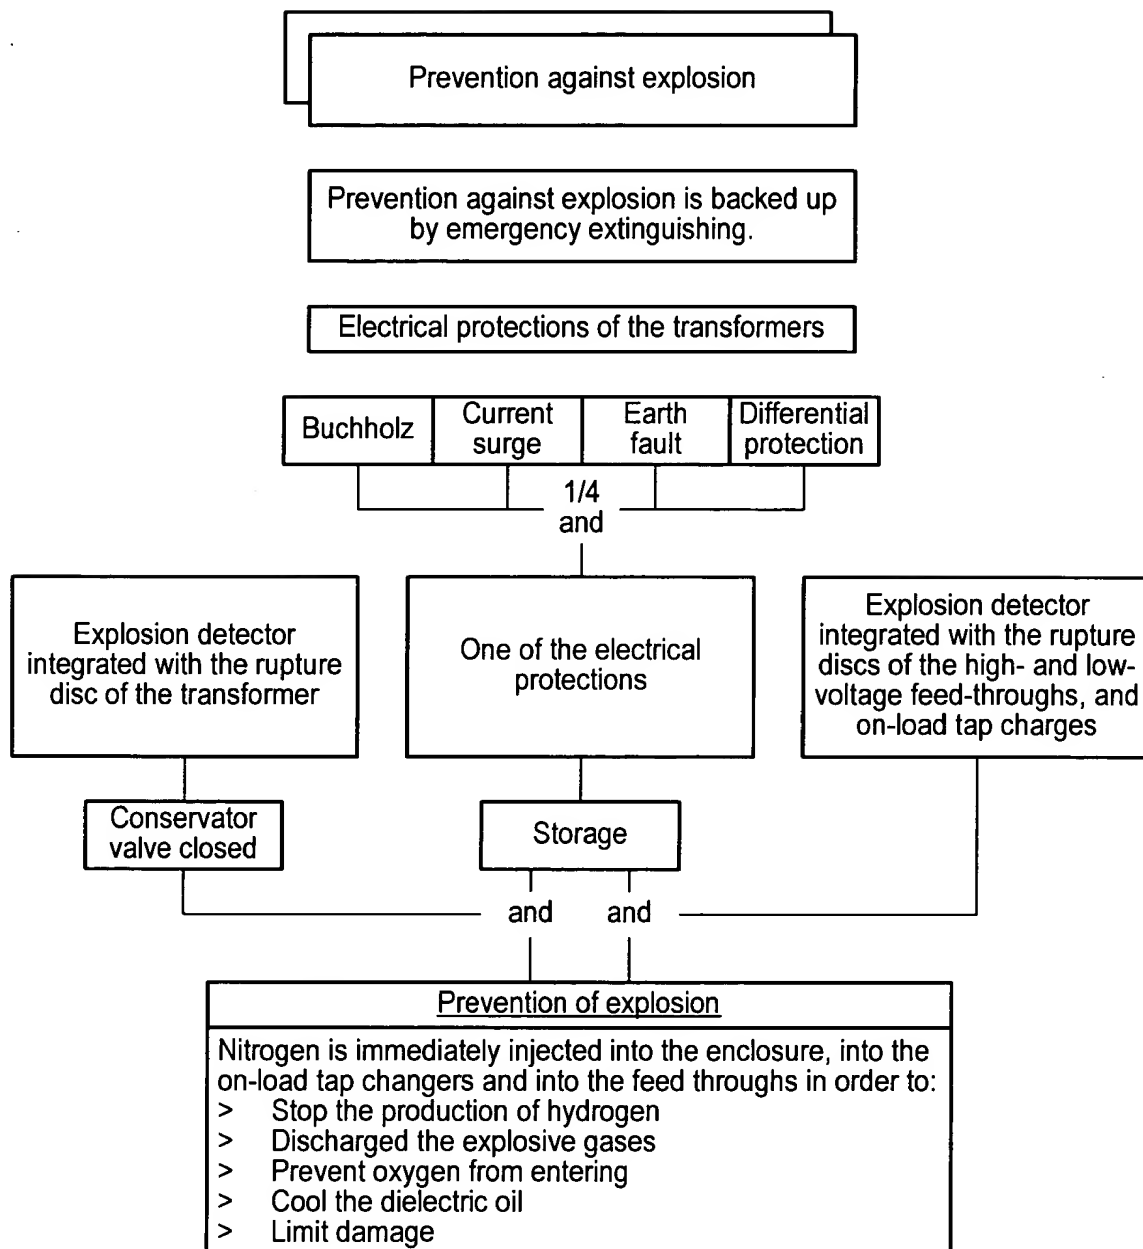 Prevention against explosion
Prevention against explosion is backed up
by emergency extinguishing.
Electrical protections of the transformers
Buchholz
Current
surge
Earth
fault
Differential
protection
1/4
and
Explosion detector
integrated with the rupture
disc of the transformer
One of the electrical
protections
Explosion detector
integrated with the rupture
discs of the high- and low-
voltage feed-throughs, and
on-load tap charges
Conservator
valve closed
Storage
and
and
Prevention of explosion
Nitrogen is immediately injected into the enclosure, into the
on-load tap changers and into the feed throughs in order to:
> Stop the production of hydrogen
> Discharged the explosive gases
> Prevent oxygen from entering
> Cool the dielectric oil
> Limit damage